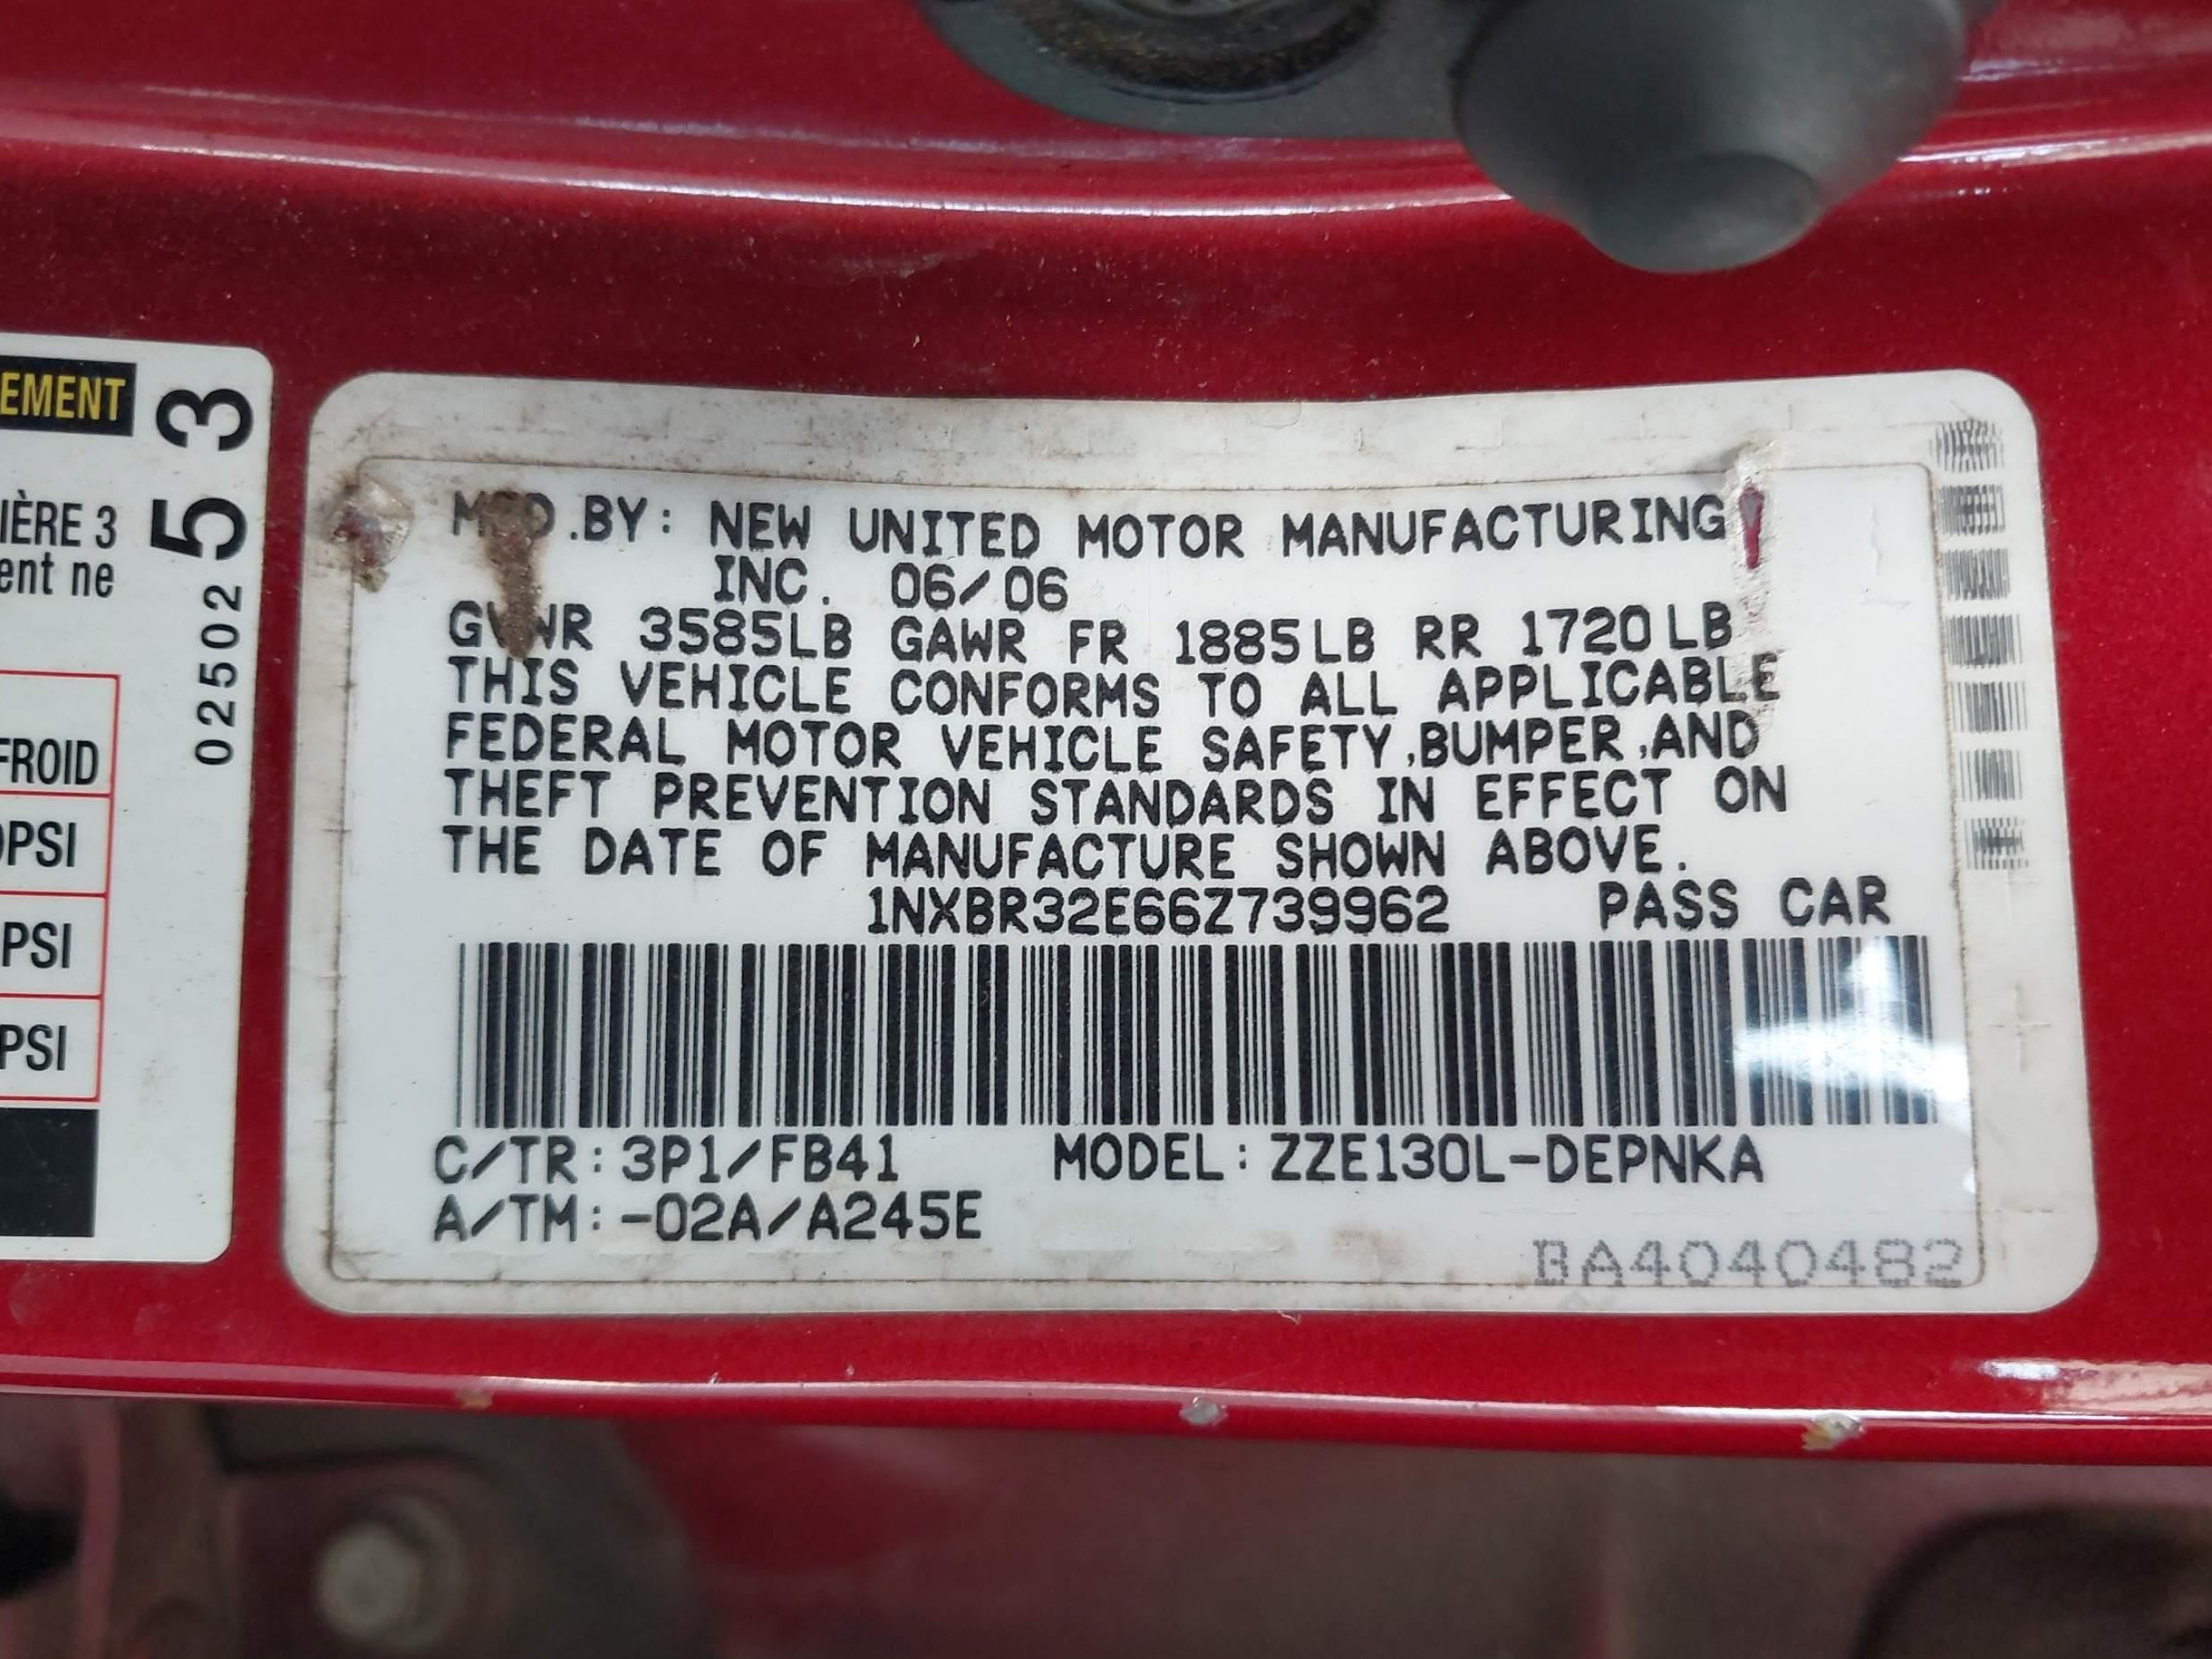 EMENT
IÈRE 3
ent ne
FROID
PSI
PSI
PSI
02502 53
MFD.BY: NEW UNITED MOTOR MANUFACTURING
INC. 06/06
GVWR 3585LB GAWR FR 1885LB RR 1720LB
THIS VEHICLE CONFORMS TO ALL APPLICABLE
FEDERAL MOTOR VEHICLE SAFETY,BUMPER,AND
THEFT PREVENTION STANDARDS IN EFFECT ON
THE DATE OF MANUFACTURE SHOWN ABOVE.
1NXBR32E66Z739962 PASS CAR
C/TR:3P1/FB41 MODEL:ZZE130L-DEPNKA
A/TM:-02A/A245E
BA4040482